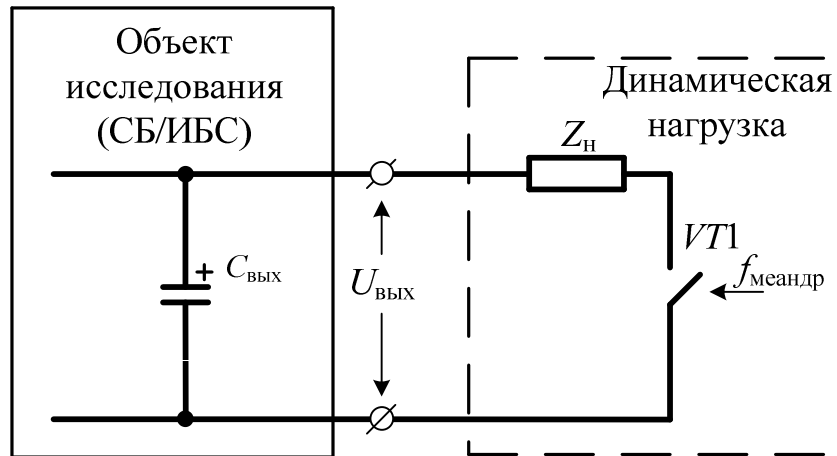 Объект
исследования
(СБ/ИБС)
Динамическая
нагрузка
Zн
VT1
+ Cвых
Uвых
fмеандр